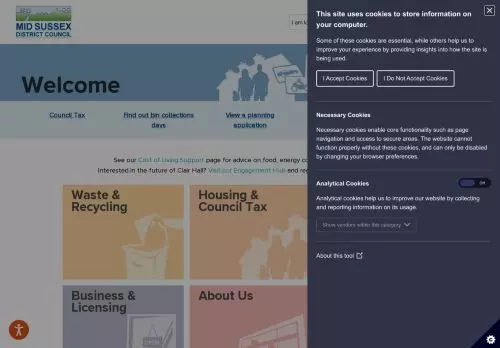 MID SUSSEX
DISTRICT COUNCIL
Welcome
Council Tax
Find out bin collections
days
View a planning
application
See our Cost of Living Support page for advice on food, energy
Interested in the future of Clair Hall? Visit our Engagement Hub and
Waste &
Recycling
Housing &
Council Tax
Business &
Licensing
About Us
This site uses cookies to store information on
your computer.
Some of these cookies are essential, while others help us to
improve your experience by providing insights into how the site is
being used.
I Accept Cookies
I Do Not Accept Cookies
Necessary Cookies
Necessary cookies enable core functionality such as page
navigation and access to secure areas. The website cannot
function properly without these cookies, and can only be disabled
by changing your browser preferences.
Analytical Cookies
Off
Analytical cookies help us to improve our website by collecting
and reporting information on its usage.
Show vendors within this category
About this tool